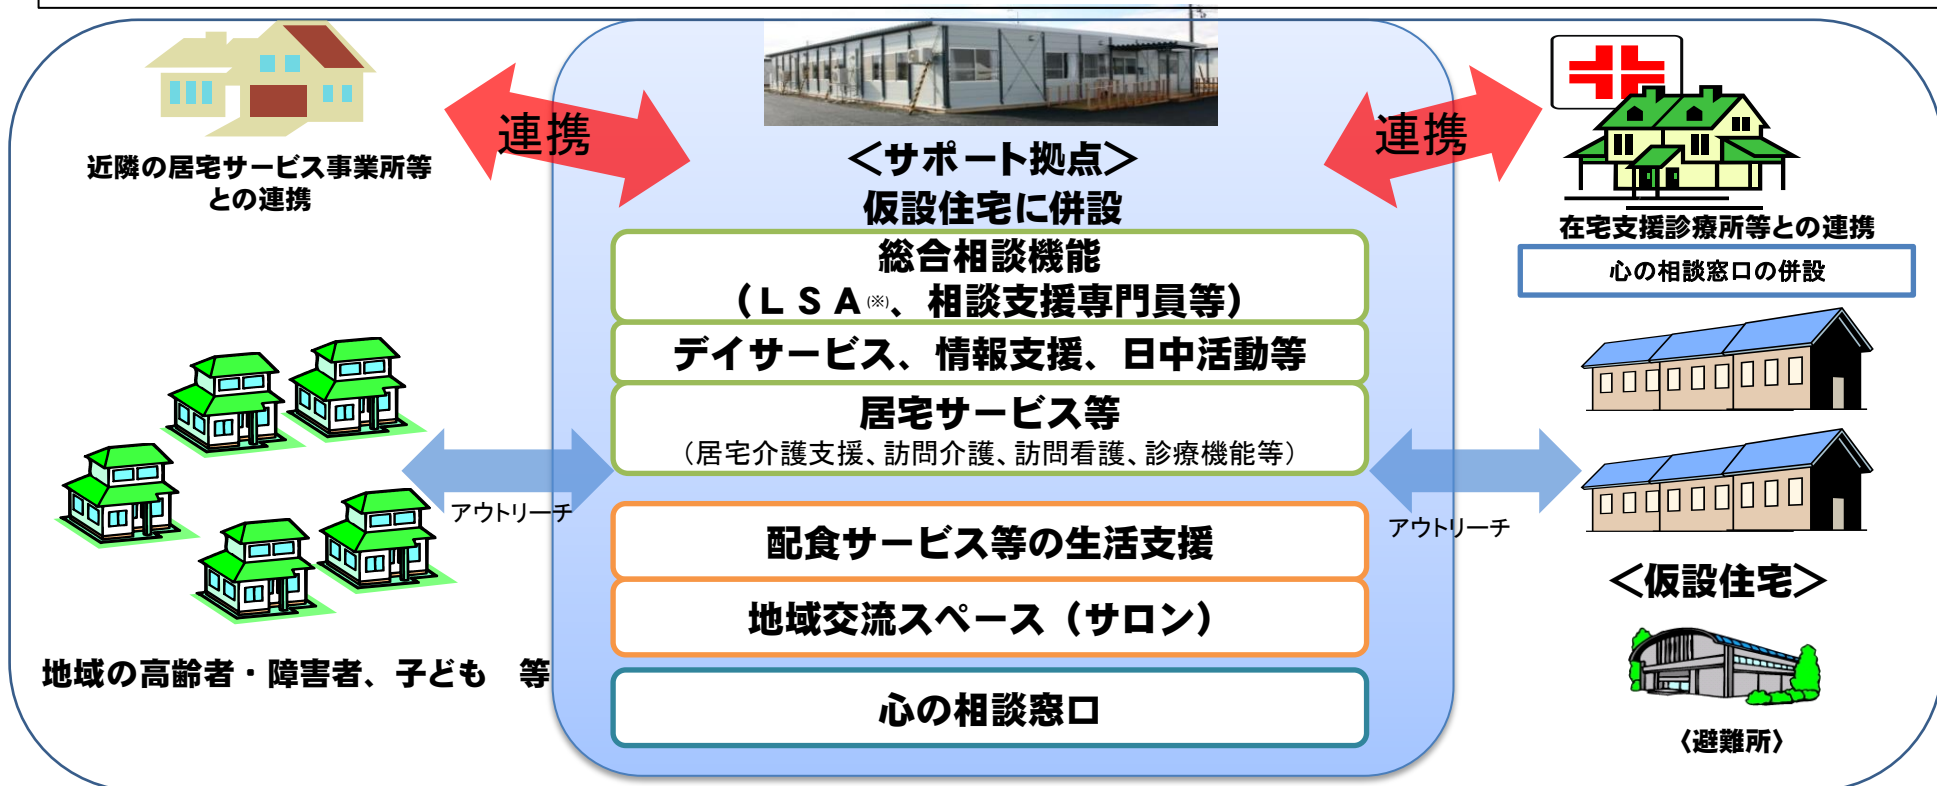 近隣の居宅サービス事業所等
との連携
連携
＜サポート拠点＞
仮設住宅に併設
連携
在宅支援診療所等との連携
心の相談窓口の併設
総合相談機能
（ＬＳＡ(※)、相談支援専門員等）
デイサービス、情報支援、日中活動等
居宅サービス等
（居宅介護支援、訪問介護、訪問看護、診療機能等）
アウトリーチ
アウトリーチ
配食サービス等の生活支援
地域交流スペース（サロン）
心の相談窓口
地域の高齢者・障害者、子ども　等
＜仮設住宅＞
〈避難所〉